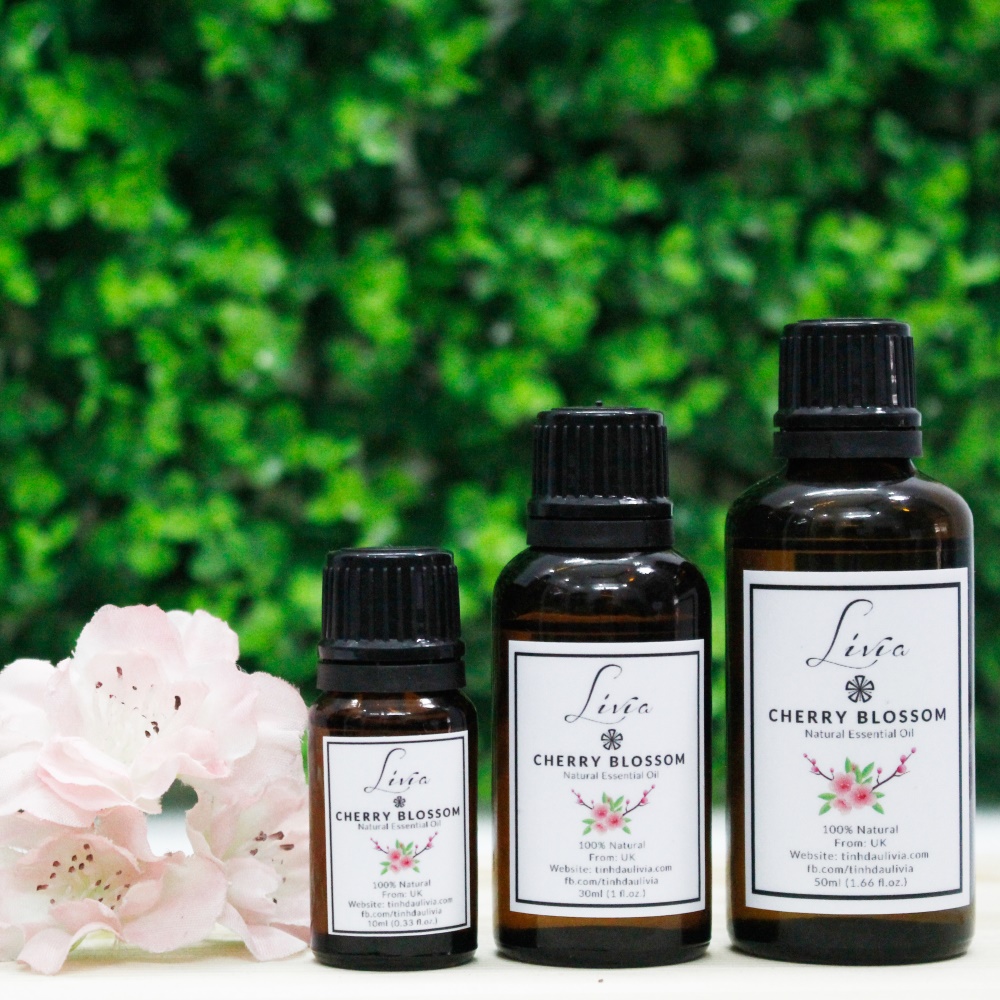 Livia
CHERRY BLOSSOM
Natural Essential Oil
100% Natural
From: UK
Website: tinhdaulivia.com
fb.com/tinhdaulivia
10ml (0.33 fl.oz.)
Livia
CHERRY BLOSSOM
Natural Essential Oil
100% Natural
From: UK
Website: tinhdaulivia.com
fb.com/tinhdaulivia
30ml (1 fl.oz.)
Livia
CHERRY BLOSSOM
Natural Essential Oil
100% Natural
From: UK
Website: tinhdaulivia.com
fb.com/tinhdaulivia
50ml (1.66 fl.oz.)